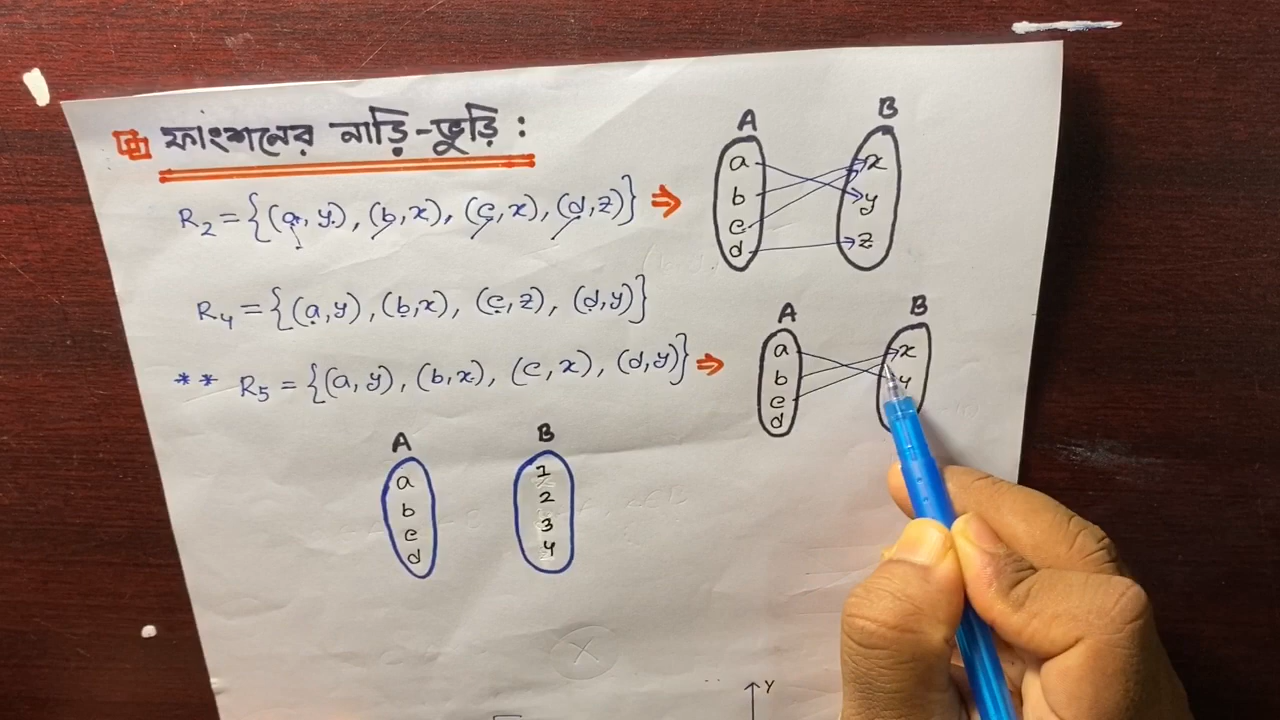 ফাংশনের নাড়ি-ভুড়ি :
R₂ = {(a, y), (b, x), (c, x), (d, z)} ⇒
A B
a x
b y
c z
d
R₄ = {(a, y), (b, x), (c, z), (d, y)}
** R₅ = {(a, y), (b, x), (c, x), (d, y)} ⇒
A B
a x
b y
c
d
A B
a 1
b 2
c 3
d 4
X
Y